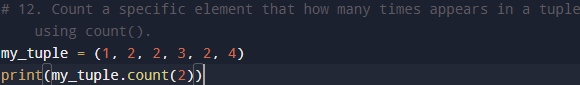 # 12. Count a specific element that how many times appears in a tuple
using count().
my_tuple = (1, 2, 2, 3, 2, 4)
print(my_tuple.count(2))